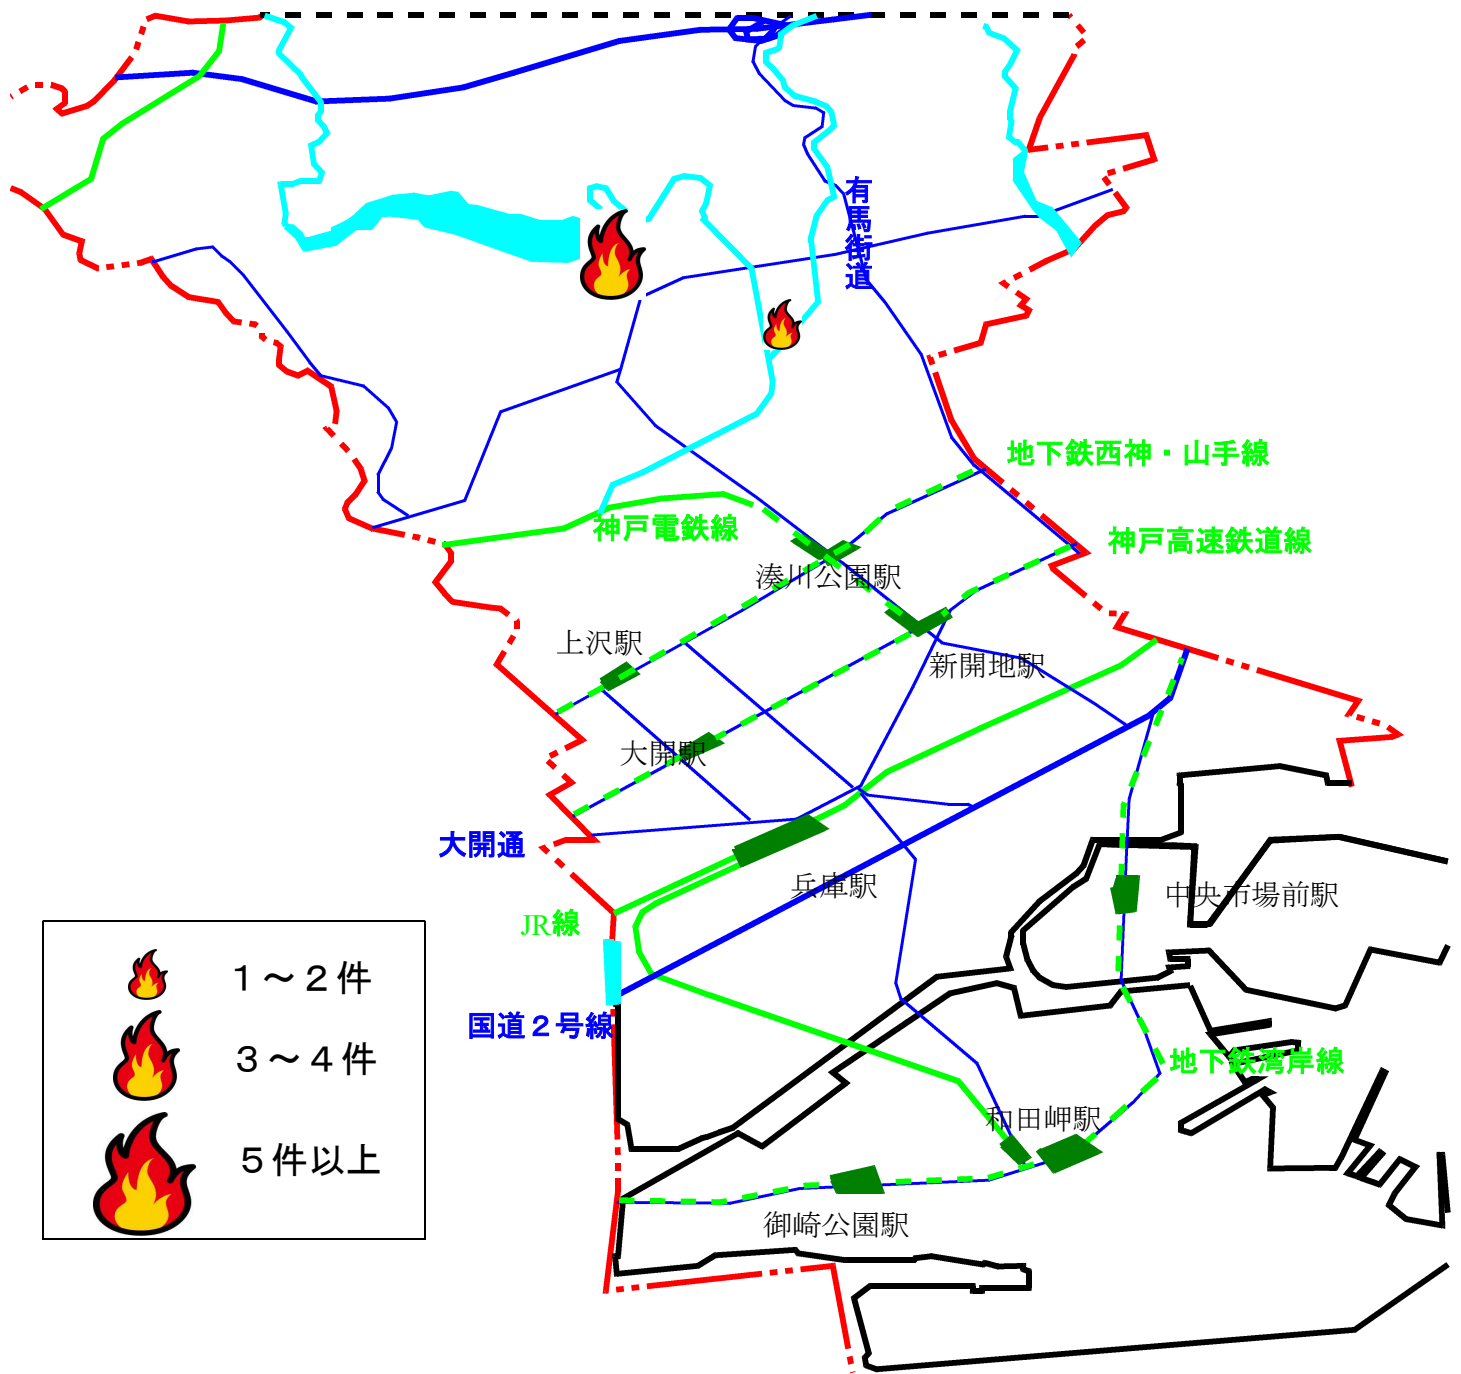 有馬街道
地下鉄西神・山手線
神戸電鉄線
神戸高速鉄道線
湊川公園駅
上沢駅
新開地駅
大開駅
大開通
兵庫駅
中央市場前駅
JR線
１～２件
国道２号線
３～４件
地下鉄湾岸線
和田岬駅
５件以上
御崎公園駅